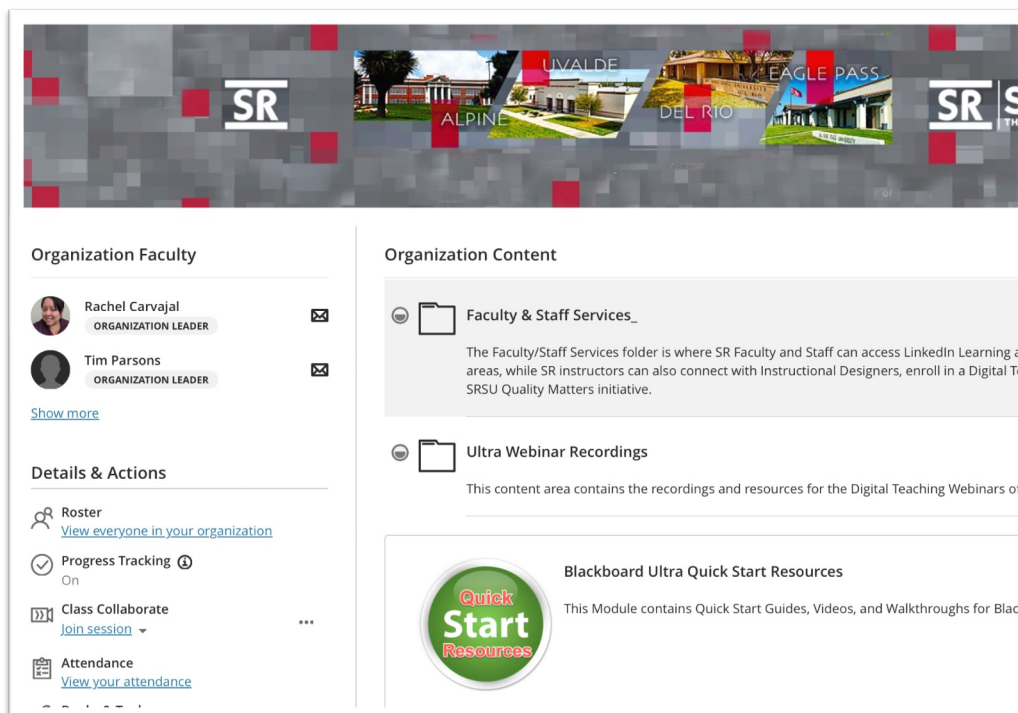 SR
ALPINE
UVALDE
DEL RIO
EAGLE PASS
SR
Organization Faculty
Rachel Carvajal
ORGANIZATION LEADER
Tim Parsons
ORGANIZATION LEADER
Show more
Details & Actions
Roster
View everyone in your organization
Progress Tracking
On
Class Collaborate
Join session
Attendance
View your attendance
Organization Content
Faculty & Staff Services_
The Faculty/Staff Services folder is where SR Faculty and Staff can access LinkedIn Learning a
areas, while SR instructors can also connect with Instructional Designers, enroll in a Digital T
SRSU Quality Matters initiative.
Ultra Webinar Recordings
This content area contains the recordings and resources for the Digital Teaching Webinars o
Quick
Start
Resources
Blackboard Ultra Quick Start Resources
This Module contains Quick Start Guides, Videos, and Walkthroughs for Blac